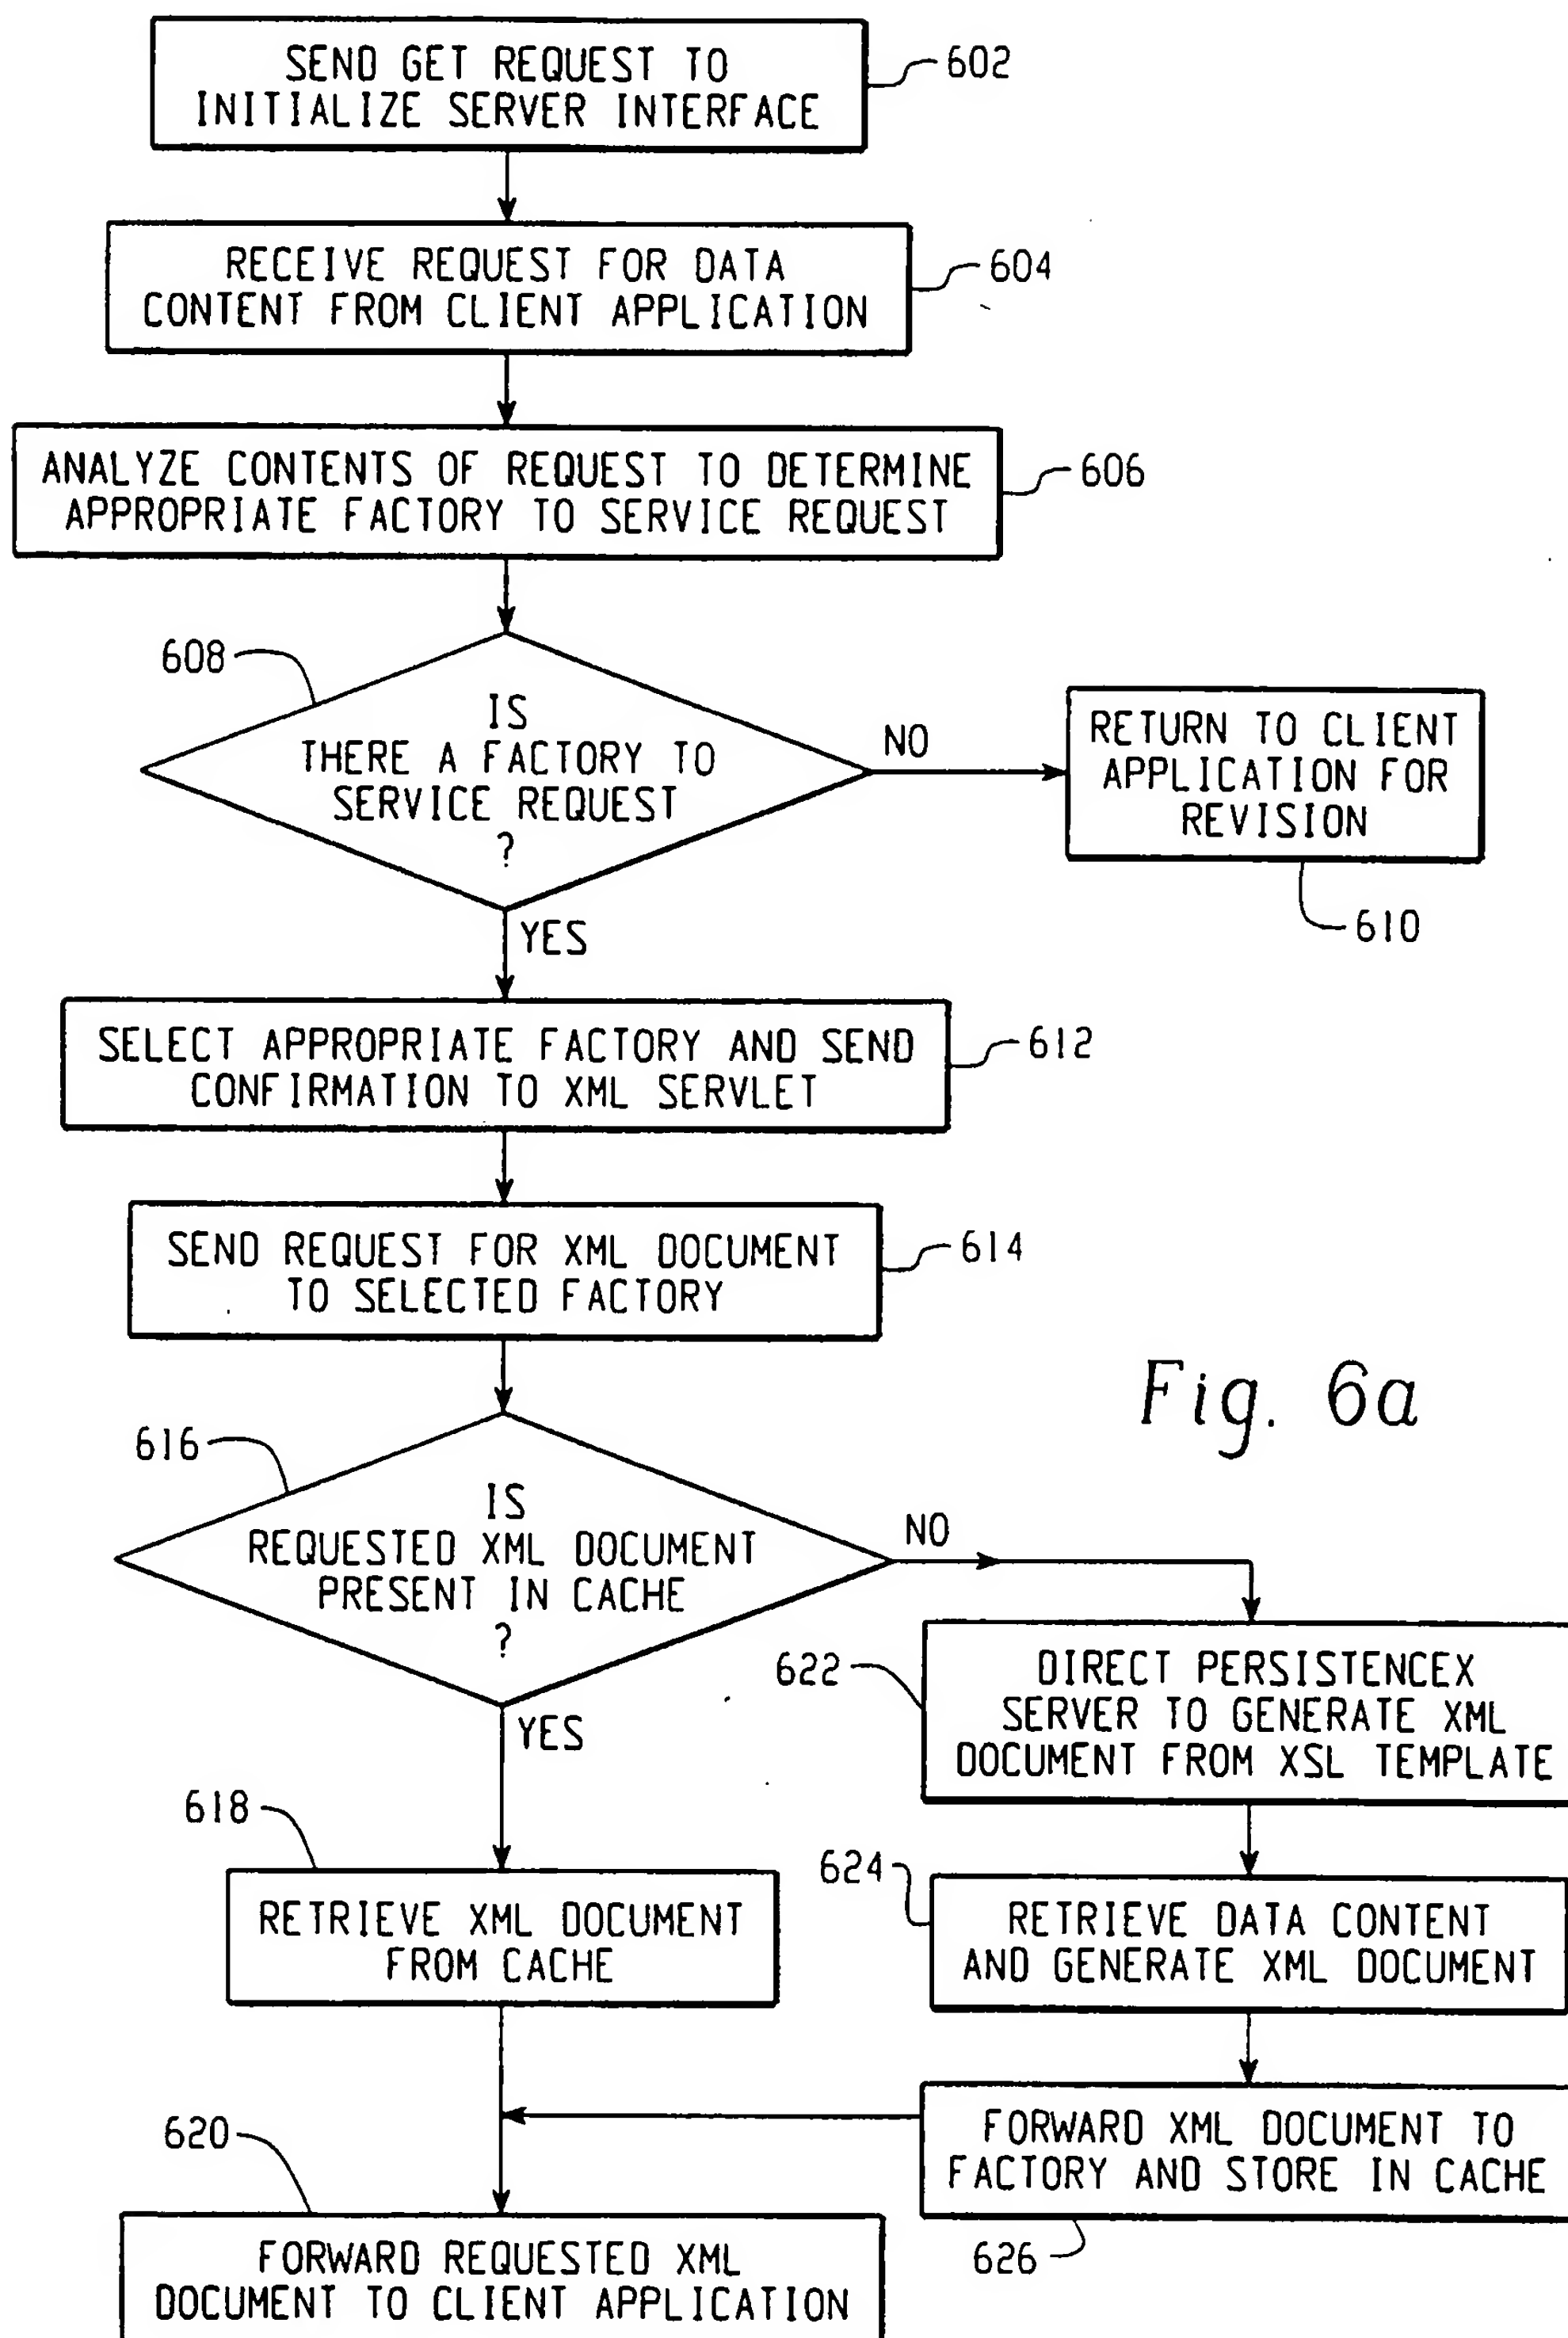 SEND GET REQUEST TO
INITIALIZE SERVER INTERFACE
602
RECEIVE REQUEST FOR DATA
CONTENT FROM CLIENT APPLICATION
604
ANALYZE CONTENTS OF REQUEST TO DETERMINE
APPROPRIATE FACTORY TO SERVICE REQUEST
606
608
IS
THERE A FACTORY TO
SERVICE REQUEST
?
NO
RETURN TO CLIENT
APPLICATION FOR
REVISION
610
YES
SELECT APPROPRIATE FACTORY AND SEND
CONFIRMATION TO XML SERVLET
612
SEND REQUEST FOR XML DOCUMENT
TO SELECTED FACTORY
614
Fig. 6a
616
IS
REQUESTED XML DOCUMENT
PRESENT IN CACHE
?
NO
YES
622
DIRECT PERSISTENCEX
SERVER TO GENERATE XML
DOCUMENT FROM XSL TEMPLATE
618
RETRIEVE XML DOCUMENT
FROM CACHE
624
RETRIEVE DATA CONTENT
AND GENERATE XML DOCUMENT
FORWARD XML DOCUMENT TO
FACTORY AND STORE IN CACHE
626
620
FORWARD REQUESTED XML
DOCUMENT TO CLIENT APPLICATION